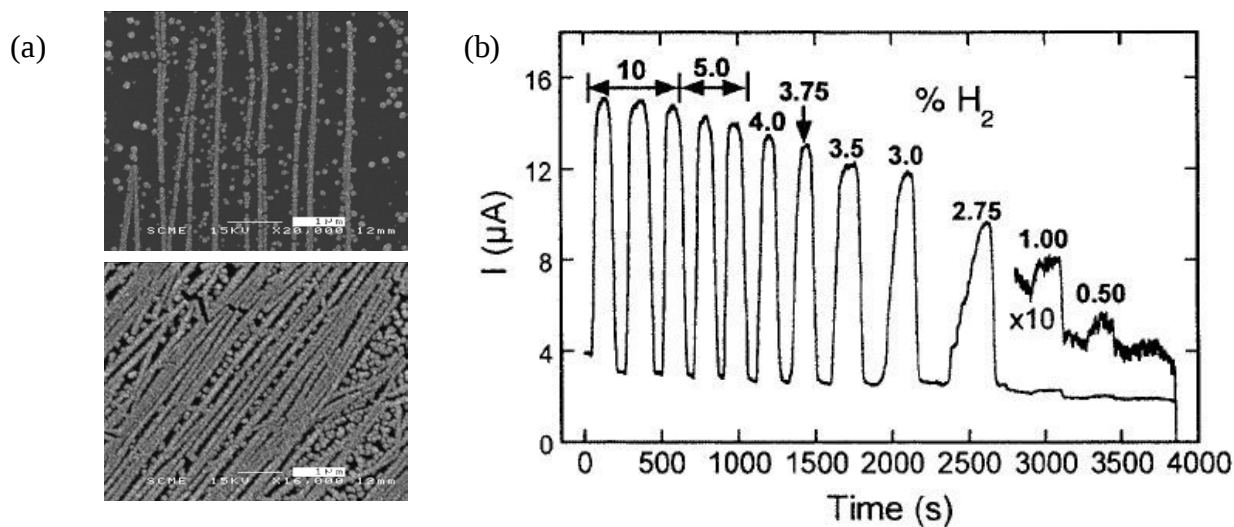 (a)
1µm
SCME 15KV X20,000 12mm
1µm
SCME 15KV X16,000 12mm
(b)
16
12
8
4
0
I (µA)
10
5.0
3.75
4.0
3.5
3.0
2.75
1.00
0.50
x10
% H2
0 500 1000 1500 2000 2500 3000 3500 4000
Time (s)